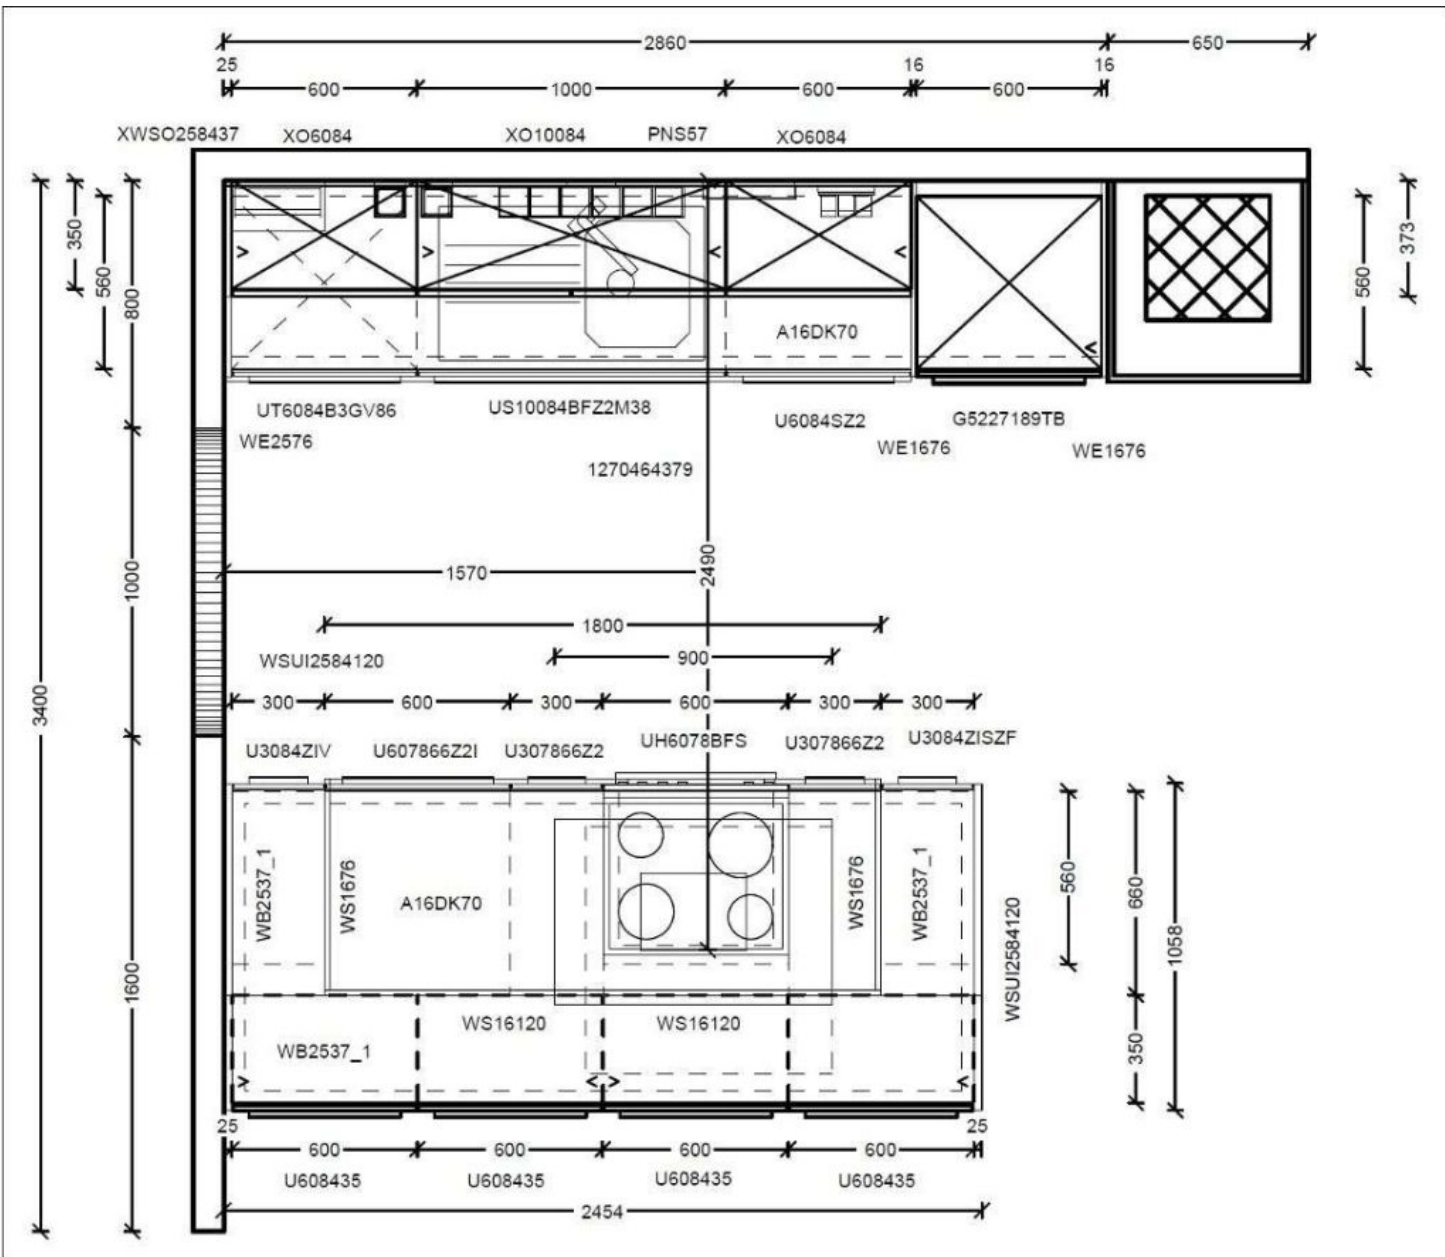 2860 650
25 16 16
600 1000 600 600
XWSO258437 XO6084 XO10084 PNS57 XO6084
350 560 800 560 373
A16DK70
UT6084B3GV86 US10084BFZ2M38 U6084SZ2 G5227189TB
WE2576 WE1676 WE1676
1270464379
2490
1000 1570
1800
WSUI2584120 900
3400
300 600 300 600 300 300
U3084ZIV U607866Z2I U307866Z2 UH6078BFS U307866Z2 U3084ZISZF
WB2537_1 WS1676 A16DK70 WS1676 WB2537_1 560 660
WSUI2584120 1058
1600
WS16120 WS16120
WB2537_1 350
25 25
600 600 600 600
U608435 U608435 U608435 U608435
2454